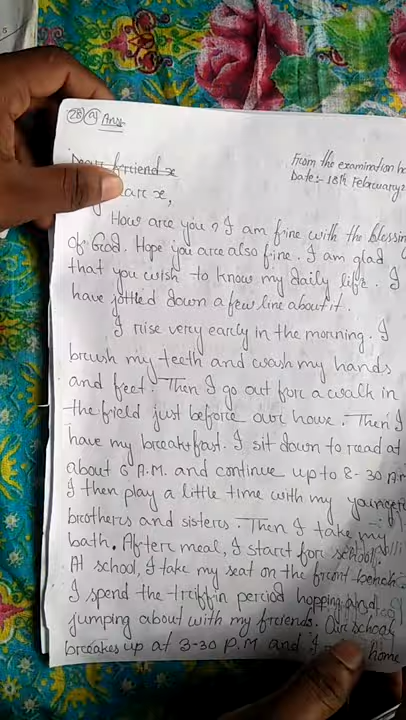 28 (a) Ans
Dear friend x
From the examination h
Date:- 18th February 2
arc x,
How are you? I am fine with the blessin
of God. Hope you are also fine. I am glad
that you wish to know my daily life. I
have jotted down a few line about it.
I rise very early in the morning. I
brush my teeth and wash my hands
and feet. Then I go out for a walk in
the field just before our house. Then I
have my breakfast. I sit down to read at
about 6 A.M. and continue up to 8-30 A.M
I then play a little time with my younger
brothers and sisters. Then I take my
bath. After meal, I start for school.
At school, I take my seat on the front bench.
I spend the tiffin period hopping and
jumping about with my friends. Our school
breakes up at 3-30 P.M and I home